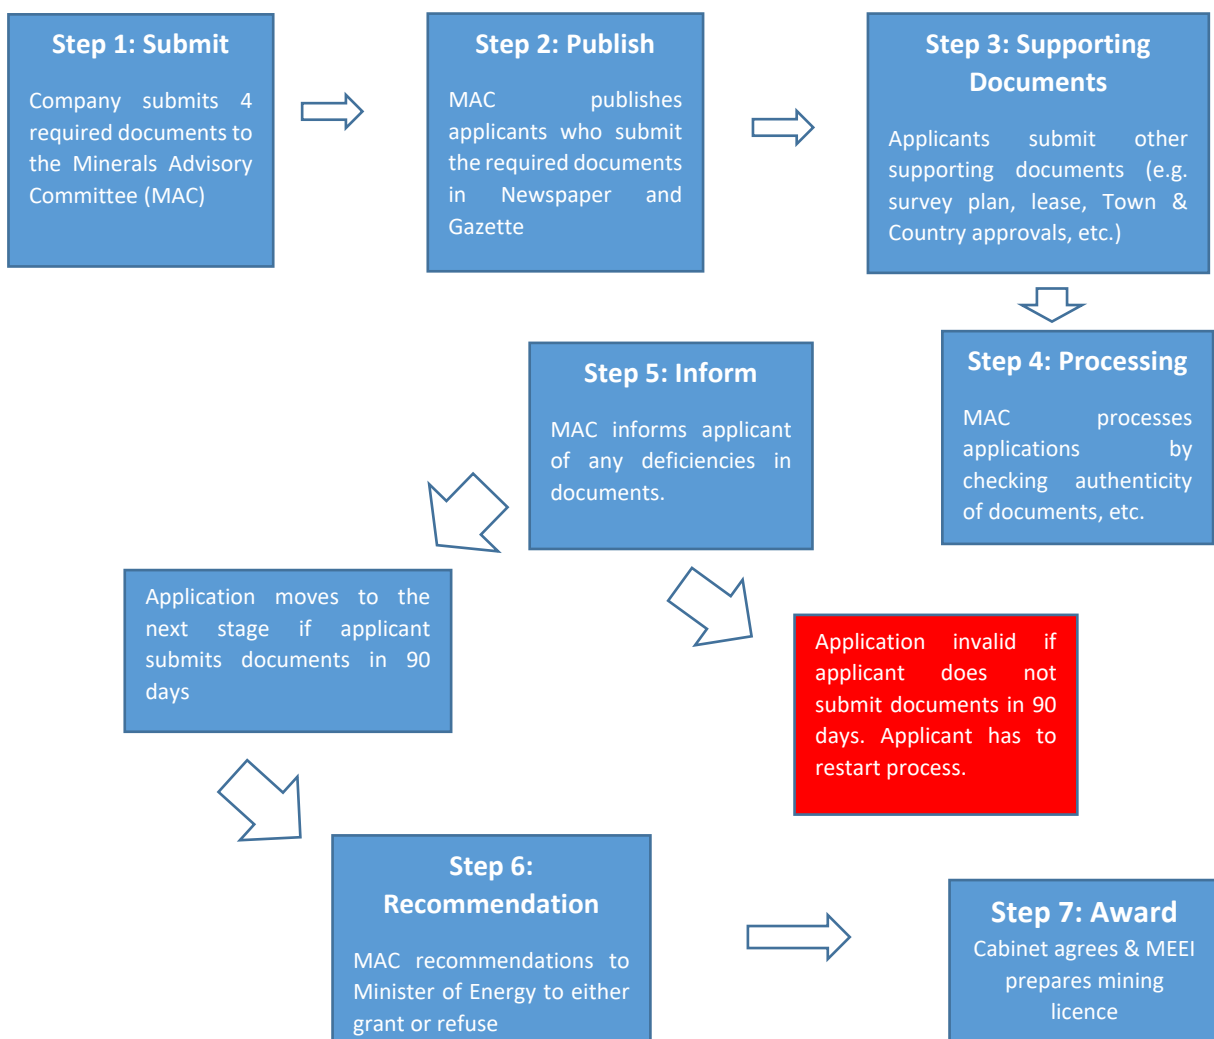 Step 1: Submit
Company submits 4
required documents to
the Minerals Advisory
Committee (MAC)
Step 2: Publish
MAC publishes
applicants who submit
the required documents
in Newspaper and
Gazette
Step 3: Supporting
Documents
Applicants submit other
supporting documents (e.g.
survey plan, lease, Town &
Country approvals, etc.)
Step 4: Processing
MAC processes
applications by
checking authenticity
of documents, etc.
Step 5: Inform
MAC informs applicant
of any deficiencies in
documents.
Application moves to the
next stage if applicant
submits documents in 90
days
Application invalid if
applicant does not
submit documents in 90
days. Applicant has to
restart process.
Step 6:
Recommendation
MAC recommendations to
Minister of Energy to either
grant or refuse
Step 7: Award
Cabinet agrees & MEEI
prepares mining
licence